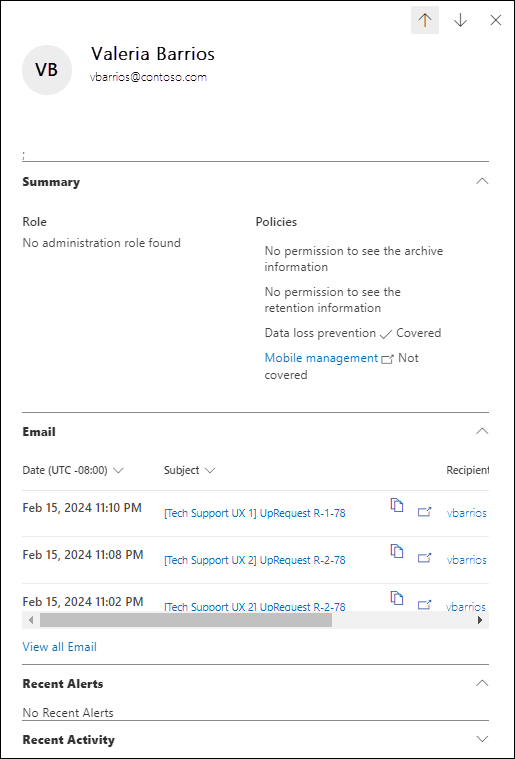 VB
Valeria Barrios
vbarrios@contoso.com
;
Summary
Role
No administration role found
Policies
No permission to see the archive
information
No permission to see the
retention information
Data loss prevention ✓ Covered
Mobile management Not
covered
Email
Date (UTC -08:00) Subject Recipient
Feb 15, 2024 11:10 PM [Tech Support UX 1] UpRequest R-1-78 vbarrios
Feb 15, 2024 11:08 PM [Tech Support UX 2] UpRequest R-2-78 vbarrios
Feb 15, 2024 11:02 PM [Tech Support UX 2] UpRequest R-2-78 vbarrios
View all Email
Recent Alerts
No Recent Alerts
Recent Activity